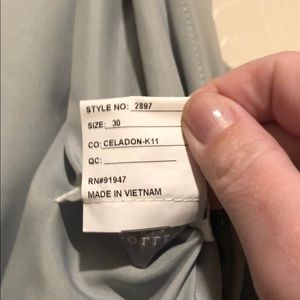 STYLE NO: 2897
SIZE: 30
CO: CELADON-K11
QC:
RN#91947
MADE IN VIETNAM